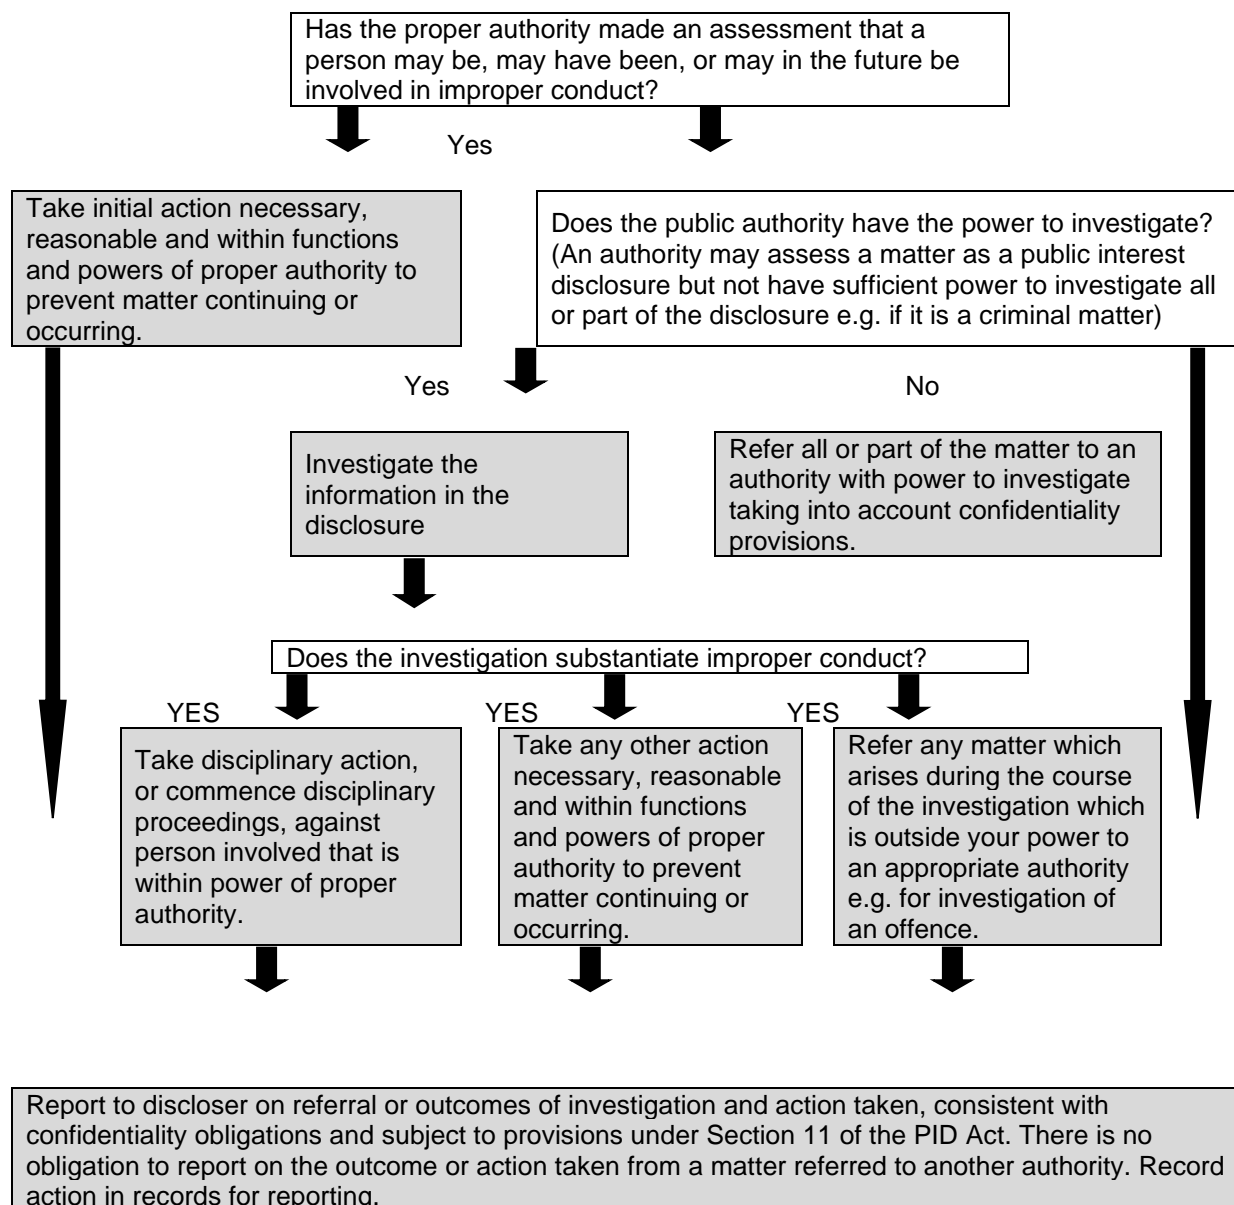 Has the proper authority made an assessment that a
person may be, may have been, or may in the future be
involved in improper conduct?
Yes
Take initial action necessary,
reasonable and within functions
and powers of proper authority to
prevent matter continuing or
occurring.
Does the public authority have the power to investigate?
(An authority may assess a matter as a public interest
disclosure but not have sufficient power to investigate all
or part of the disclosure e.g. if it is a criminal matter)
Yes
No
Investigate the
information in the
disclosure
Refer all or part of the matter to an
authority with power to investigate
taking into account confidentiality
provisions.
Does the investigation substantiate improper conduct?
YES
YES
YES
Take disciplinary action,
or commence disciplinary
proceedings, against
person involved that is
within power of proper
authority.
Take any other action
necessary, reasonable
and within functions
and powers of proper
authority to prevent
matter continuing or
occurring.
Refer any matter which
arises during the course
of the investigation which
is outside your power to
an appropriate authority
e.g. for investigation of
an offence.
Report to discloser on referral or outcomes of investigation and action taken, consistent with
confidentiality obligations and subject to provisions under Section 11 of the PID Act. There is no
obligation to report on the outcome or action taken from a matter referred to another authority. Record
action in records for reporting.